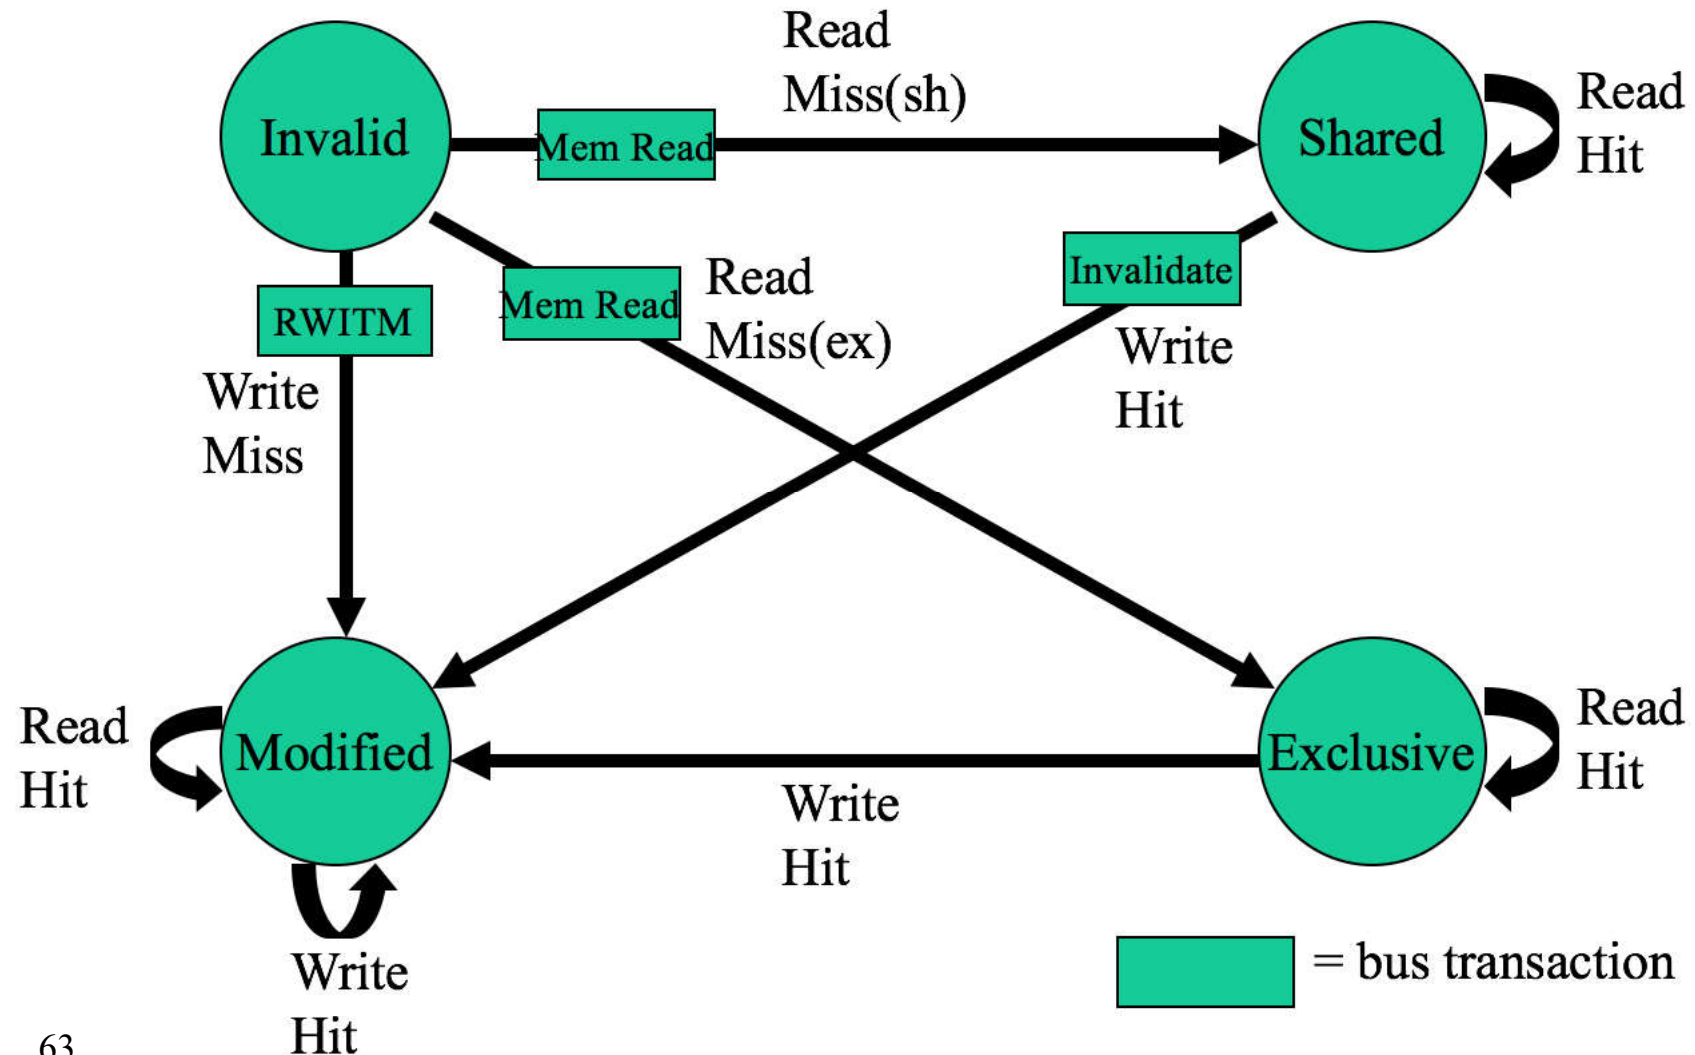 Read
Miss(sh)
Invalid
Mem Read
Shared
Read
Hit
RWITM
Mem Read
Read
Miss(ex)
Invalidate
Write
Hit
Write
Miss
Read
Hit
Modified
Exclusive
Read
Hit
Write
Hit
Write
Hit
= bus transaction
63